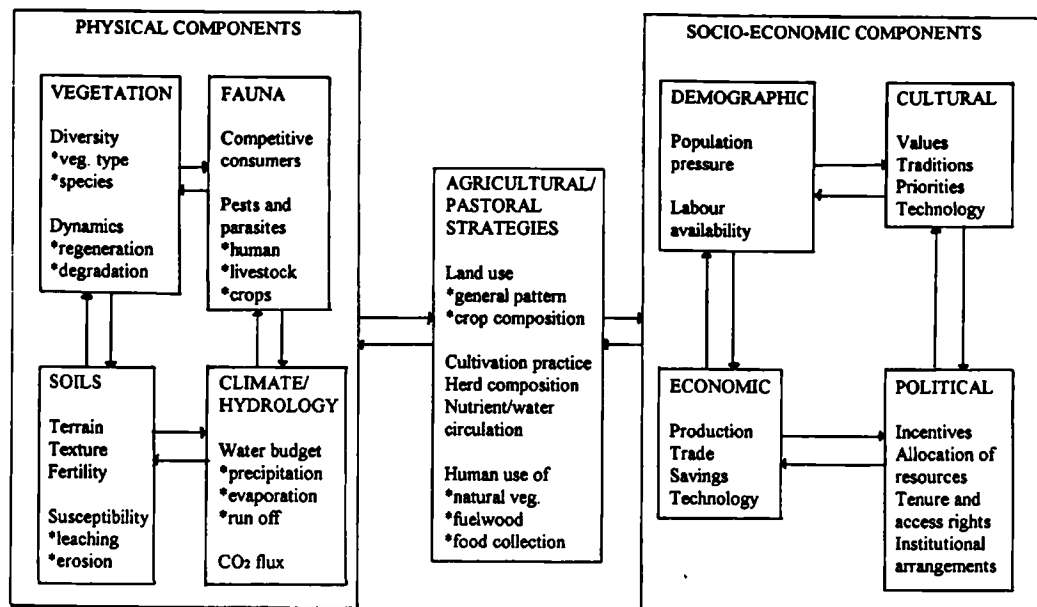 PHYSICAL COMPONENTS
VEGETATION
Diversity
*veg. type
*species
Dynamics
*regeneration
*degradation
FAUNA
Competitive
consumers
Pests and
parasites
*human
*livestock
*crops
SOILS
Terrain
Texture
Fertility
Susceptibility
*leaching
*erosion
CLIMATE/
HYDROLOGY
Water budget
*precipitation
*evaporation
*run off
CO₂ flux
AGRICULTURAL/
PASTORAL
STRATEGIES
Land use
*general pattern
*crop composition
Cultivation practice
Herd composition
Nutrient/water
circulation
Human use of
*natural veg.
*fuelwood
*food collection
SOCIO-ECONOMIC COMPONENTS
DEMOGRAPHIC
Population
pressure
Labour
availability
CULTURAL
Values
Traditions
Priorities
Technology
ECONOMIC
Production
Trade
Savings
Technology
POLITICAL
Incentives
Allocation of
resources
Tenure and
access rights
Institutional
arrangements